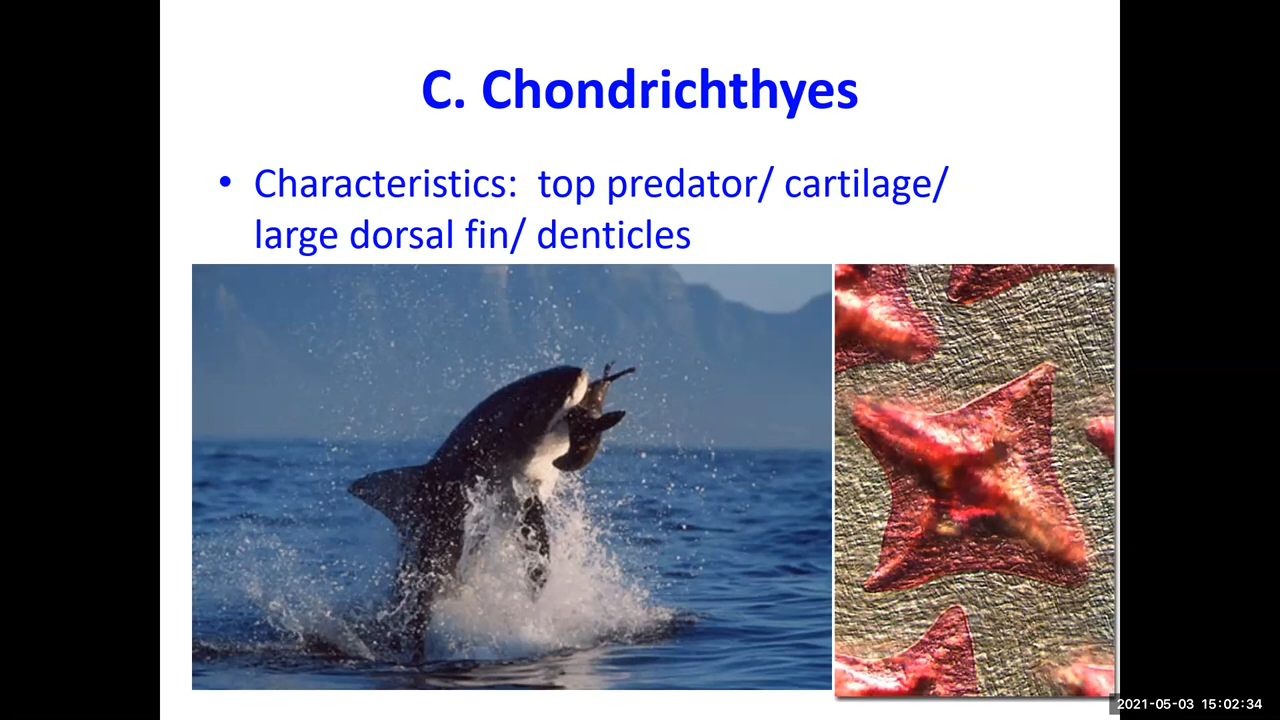 C. Chondrichthyes
• Characteristics:  top predator/ cartilage/
large dorsal fin/ denticles
2021-05-03 15:02:34